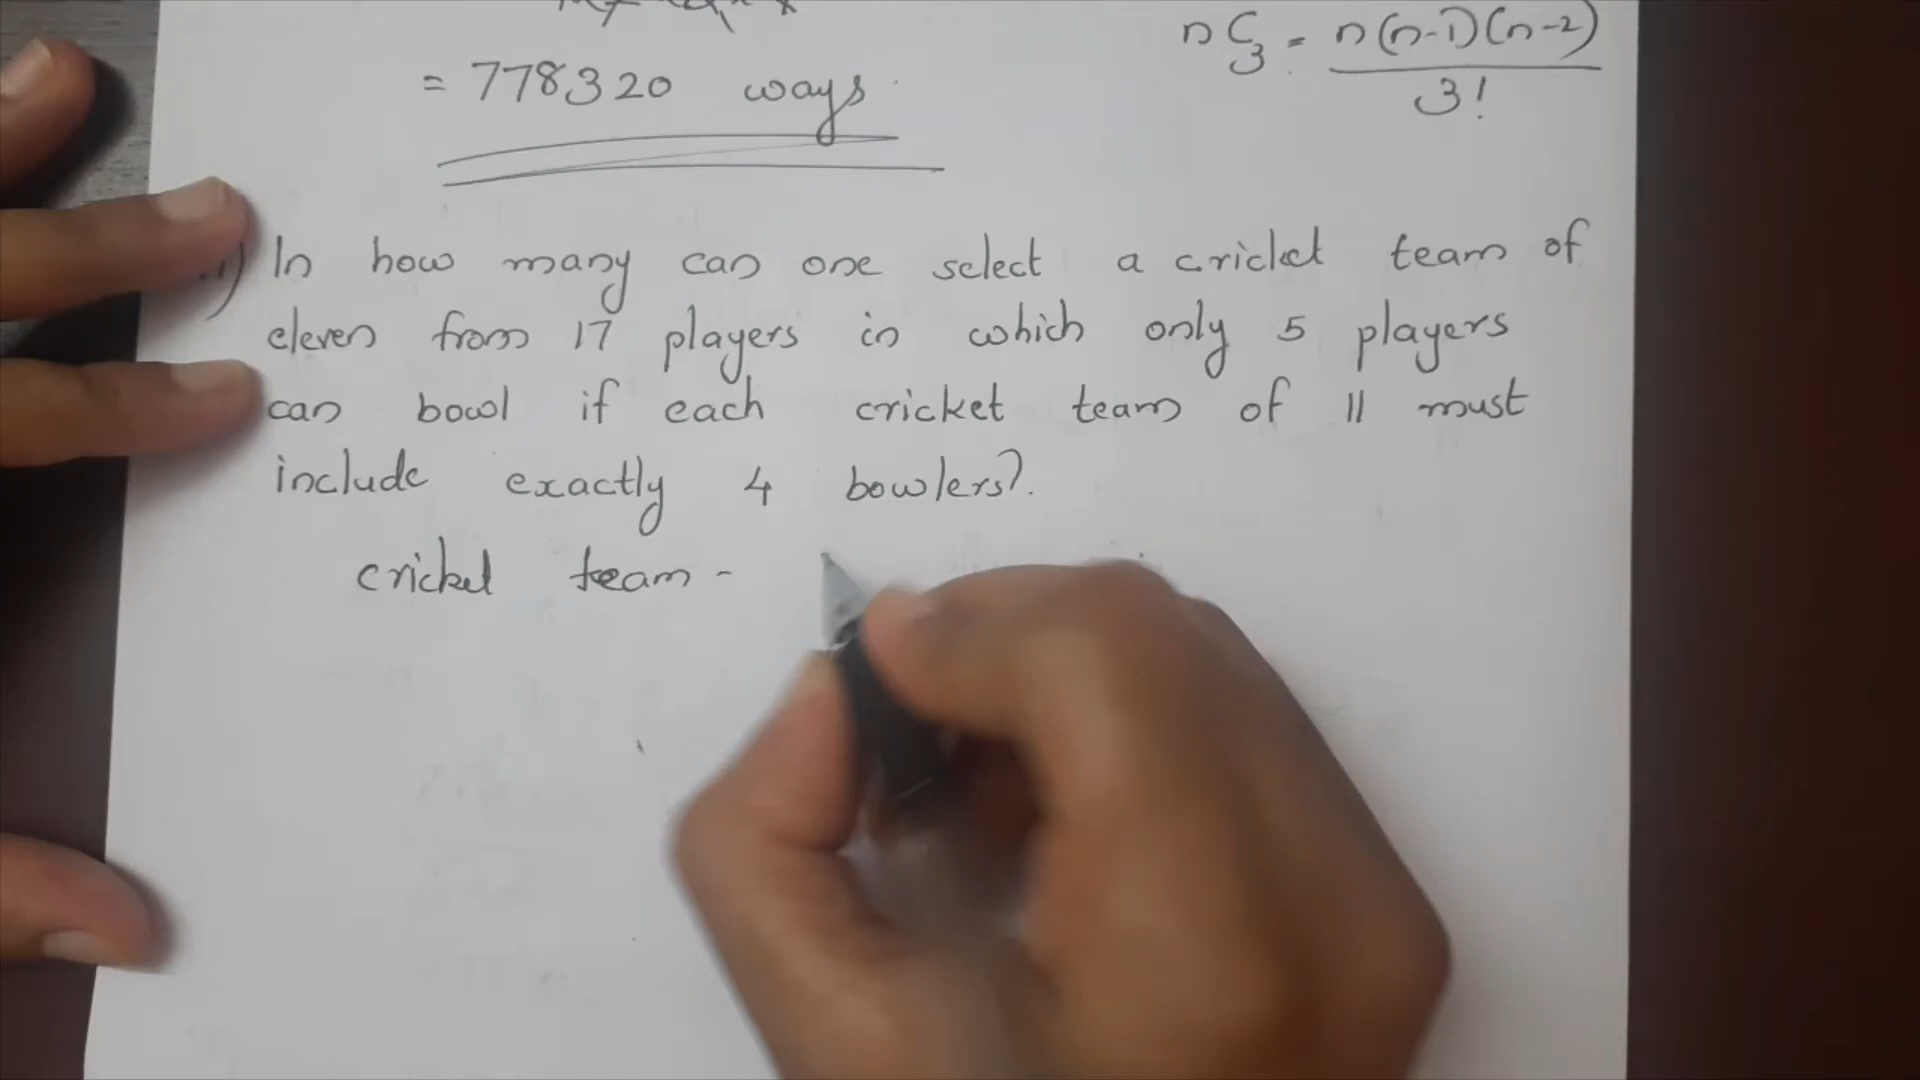 = 778320 ways
nC₃ = n(n-1)(n-2)
3!
In how many can one select a cricket team of
eleven from 17 players in which only 5 players
can bowl if each cricket team of 11 must
include exactly 4 bowlers?.
cricket team -